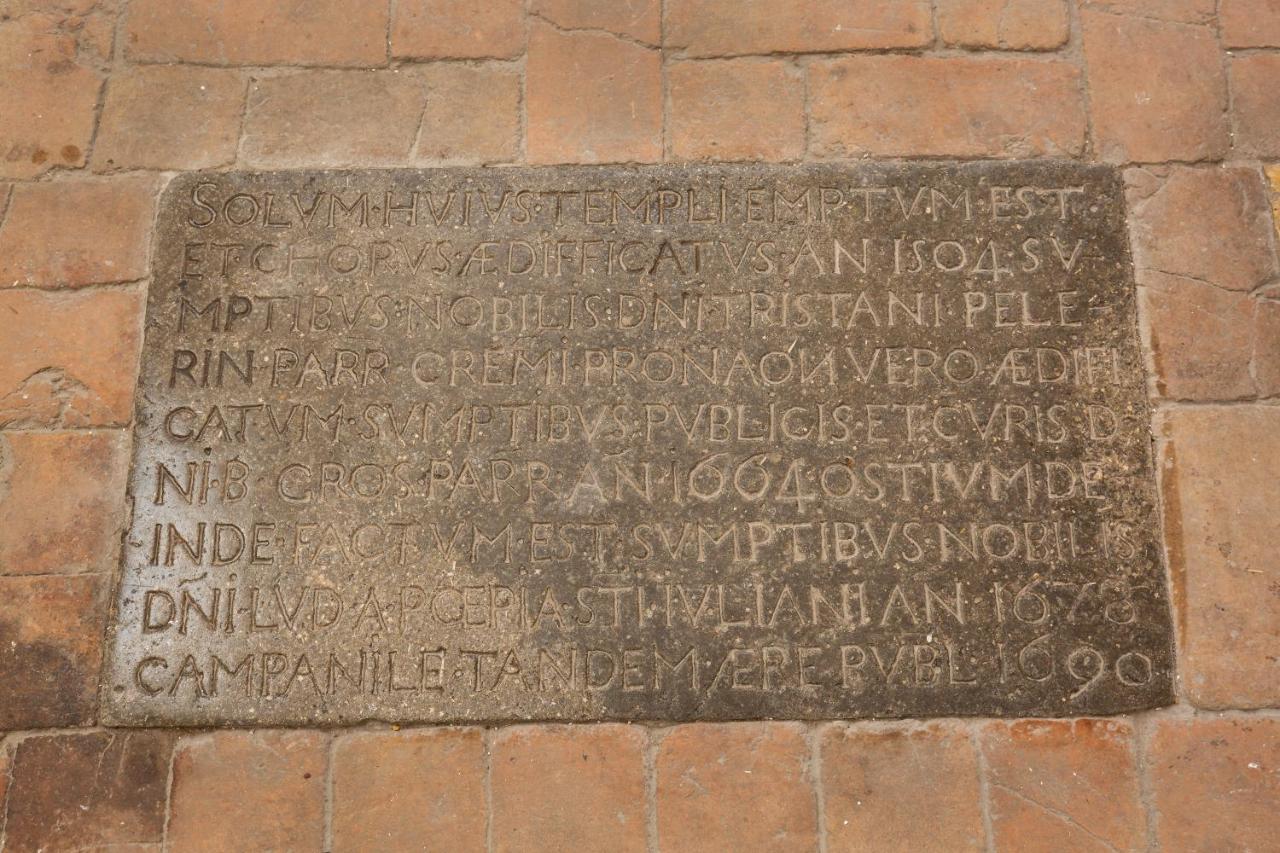 SOLVM·HVIVS·TEMPLI·EMPTVM·EST·
ET·CHORVS·ÆDIFFICATVS·AN·1504·SV-
MPTIBVS·NOBILIS·DNI·TRISTANI·PELE-
RIN·PARR·CREMI·PRONAON·VERO·ÆDIFI
CATVM·SVMPTIBVS·PVBLICIS·ET·CVRIS·D-
NI·B·GROS·PARR·AN·1664·OSTIVM·DE-
INDE·FACTVM·EST·SVMPTIBVS·NOBILIS
DÑI·LVD·A·PŒPIA·STI·IVLIANI·AN·1678
CAMPANILE·TANDEM·ÆRE·PVBL·1690